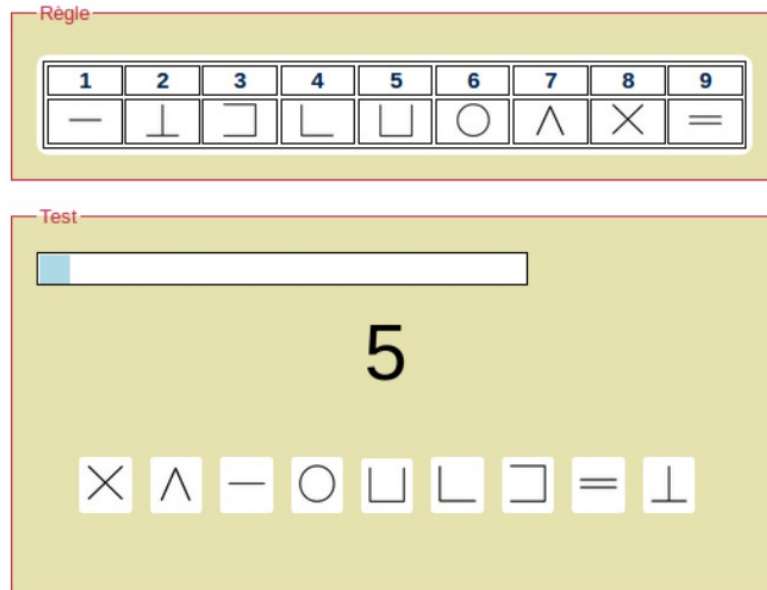 Règle
1 2 3 4 5 6 7 8 9
— ⊥ ⊐ ∟ ⊔ ○ ∧ × =
Test
5
× ∧ — ○ ⊔ ∟ ⊐ = ⊥